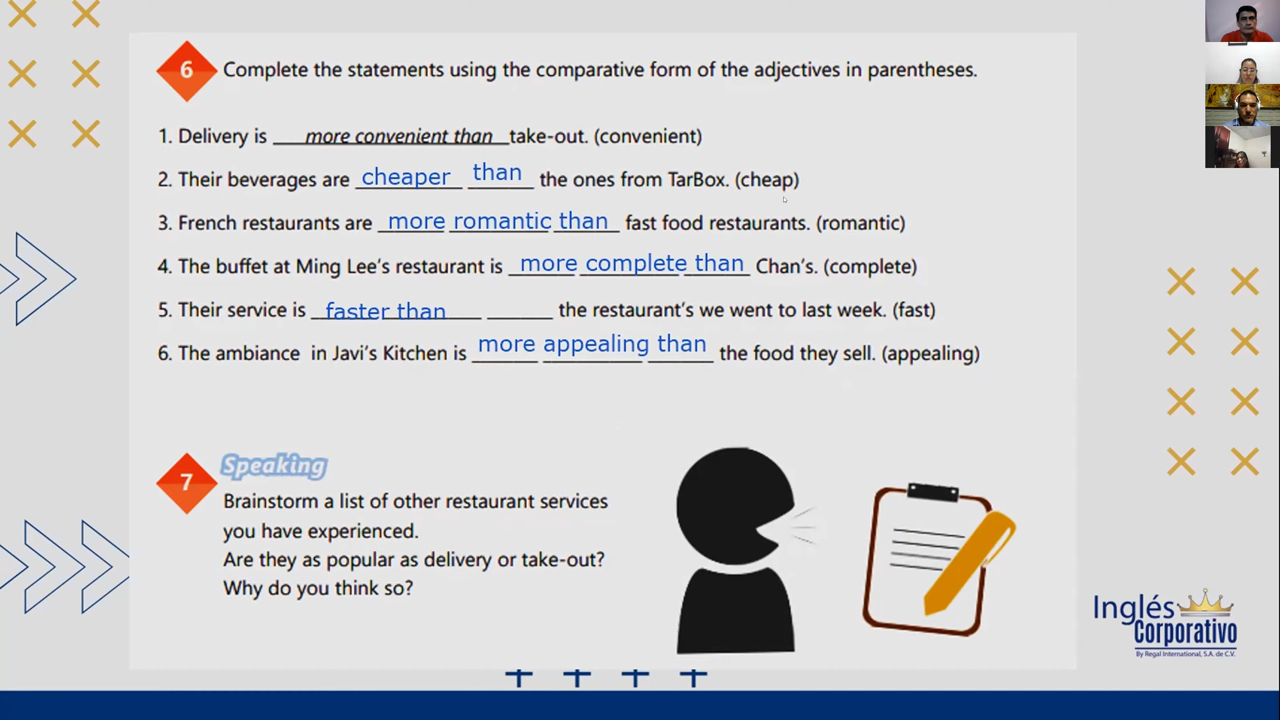 6 Complete the statements using the comparative form of the adjectives in parentheses.
1. Delivery is more convenient than take-out. (convenient)
2. Their beverages are cheaper than the ones from TarBox. (cheap)
3. French restaurants are more romantic than fast food restaurants. (romantic)
4. The buffet at Ming Lee's restaurant is more complete than Chan's. (complete)
5. Their service is faster than the restaurant's we went to last week. (fast)
6. The ambiance in Javi's Kitchen is more appealing than the food they sell. (appealing)
7 Speaking
Brainstorm a list of other restaurant services
you have experienced.
Are they as popular as delivery or take-out?
Why do you think so?
Inglés
Corporativo
By Regal International, S.A. de C.V.